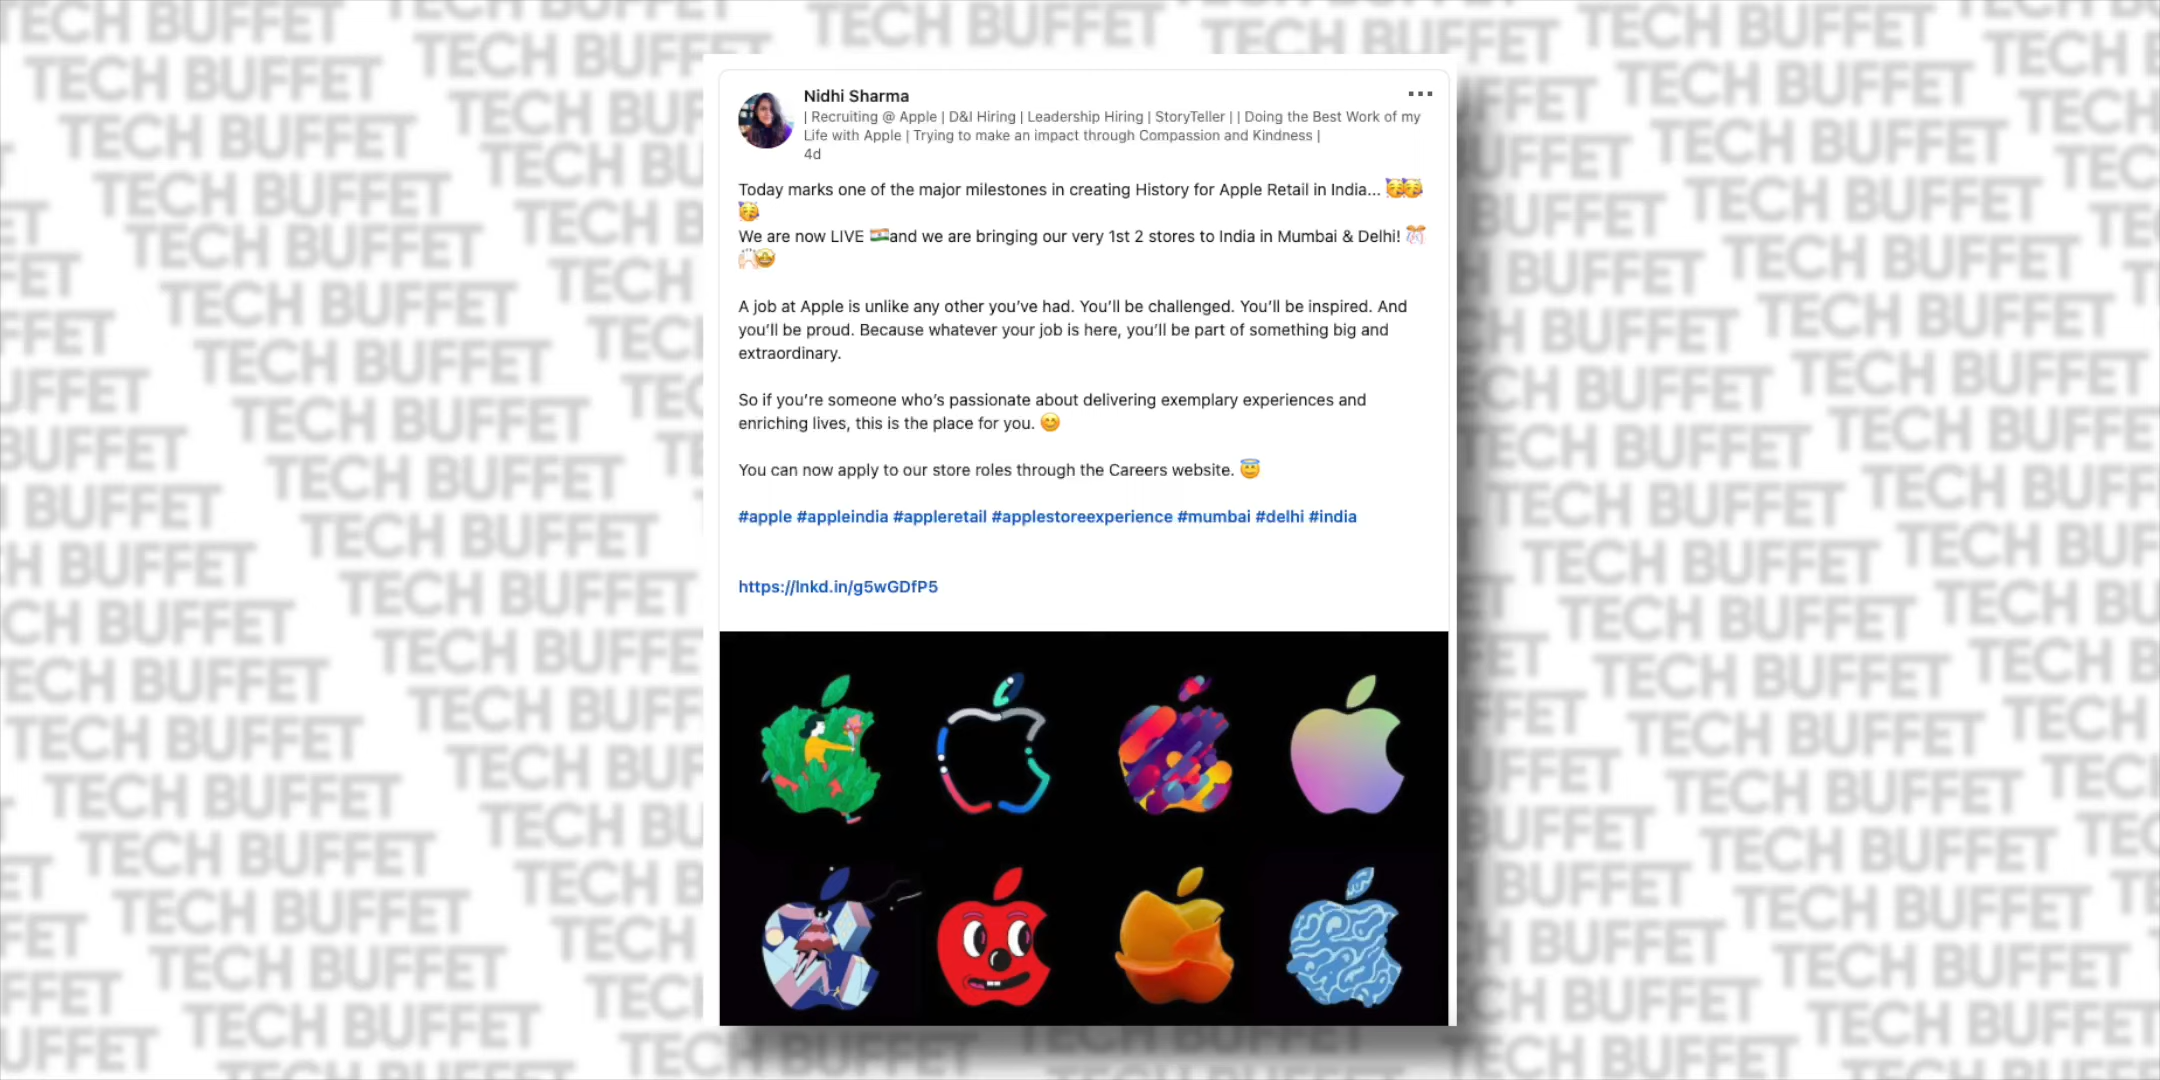 TECH BUFFET
Nidhi Sharma
| Recruiting @ Apple | D&I Hiring | Leadership Hiring | StoryTeller | | Doing the Best Work of my
Life with Apple | Trying to make an impact through Compassion and Kindness |
4d
Today marks one of the major milestones in creating History for Apple Retail in India... 🥳🥳
🥳
We are now LIVE 🇮🇳and we are bringing our very 1st 2 stores to India in Mumbai & Delhi! 🎊
🙌🏻🤩
A job at Apple is unlike any other you’ve had. You’ll be challenged. You’ll be inspired. And
you’ll be proud. Because whatever your job is here, you’ll be part of something big and
extraordinary.
So if you’re someone who’s passionate about delivering exemplary experiences and
enriching lives, this is the place for you. 😊
You can now apply to our store roles through the Careers website. 😇
#apple #appleindia #appleretail #applestoreexperience #mumbai #delhi #india
https://lnkd.in/g5wGDfP5